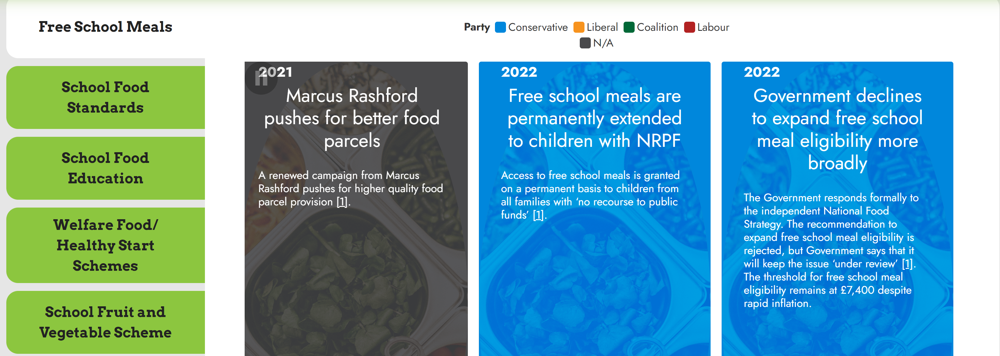 Free School Meals
Party Conservative Liberal Coalition Labour
N/A
School Food
Standards
School Food
Education
Welfare Food/
Healthy Start
Schemes
School Fruit and
Vegetable Scheme
2021
Marcus Rashford
pushes for better food
parcels
A renewed campaign from Marcus
Rashford pushes for higher quality food
parcel provision [1].
2022
Free school meals are
permanently extended
to children with NRPF
Access to free school meals is granted
on a permanent basis to children from
all families with ‘no recourse to public
funds’ [1].
2022
Government declines
to expand free school
meal eligibility more
broadly
The Government responds formally to
the independent National Food
Strategy. The recommendation to
expand free school meal eligibility is
rejected, but Government says that it
will keep the issue ‘under review’ [1].
The threshold for free school meal
eligibility remains at £7,400 despite
rapid inflation.